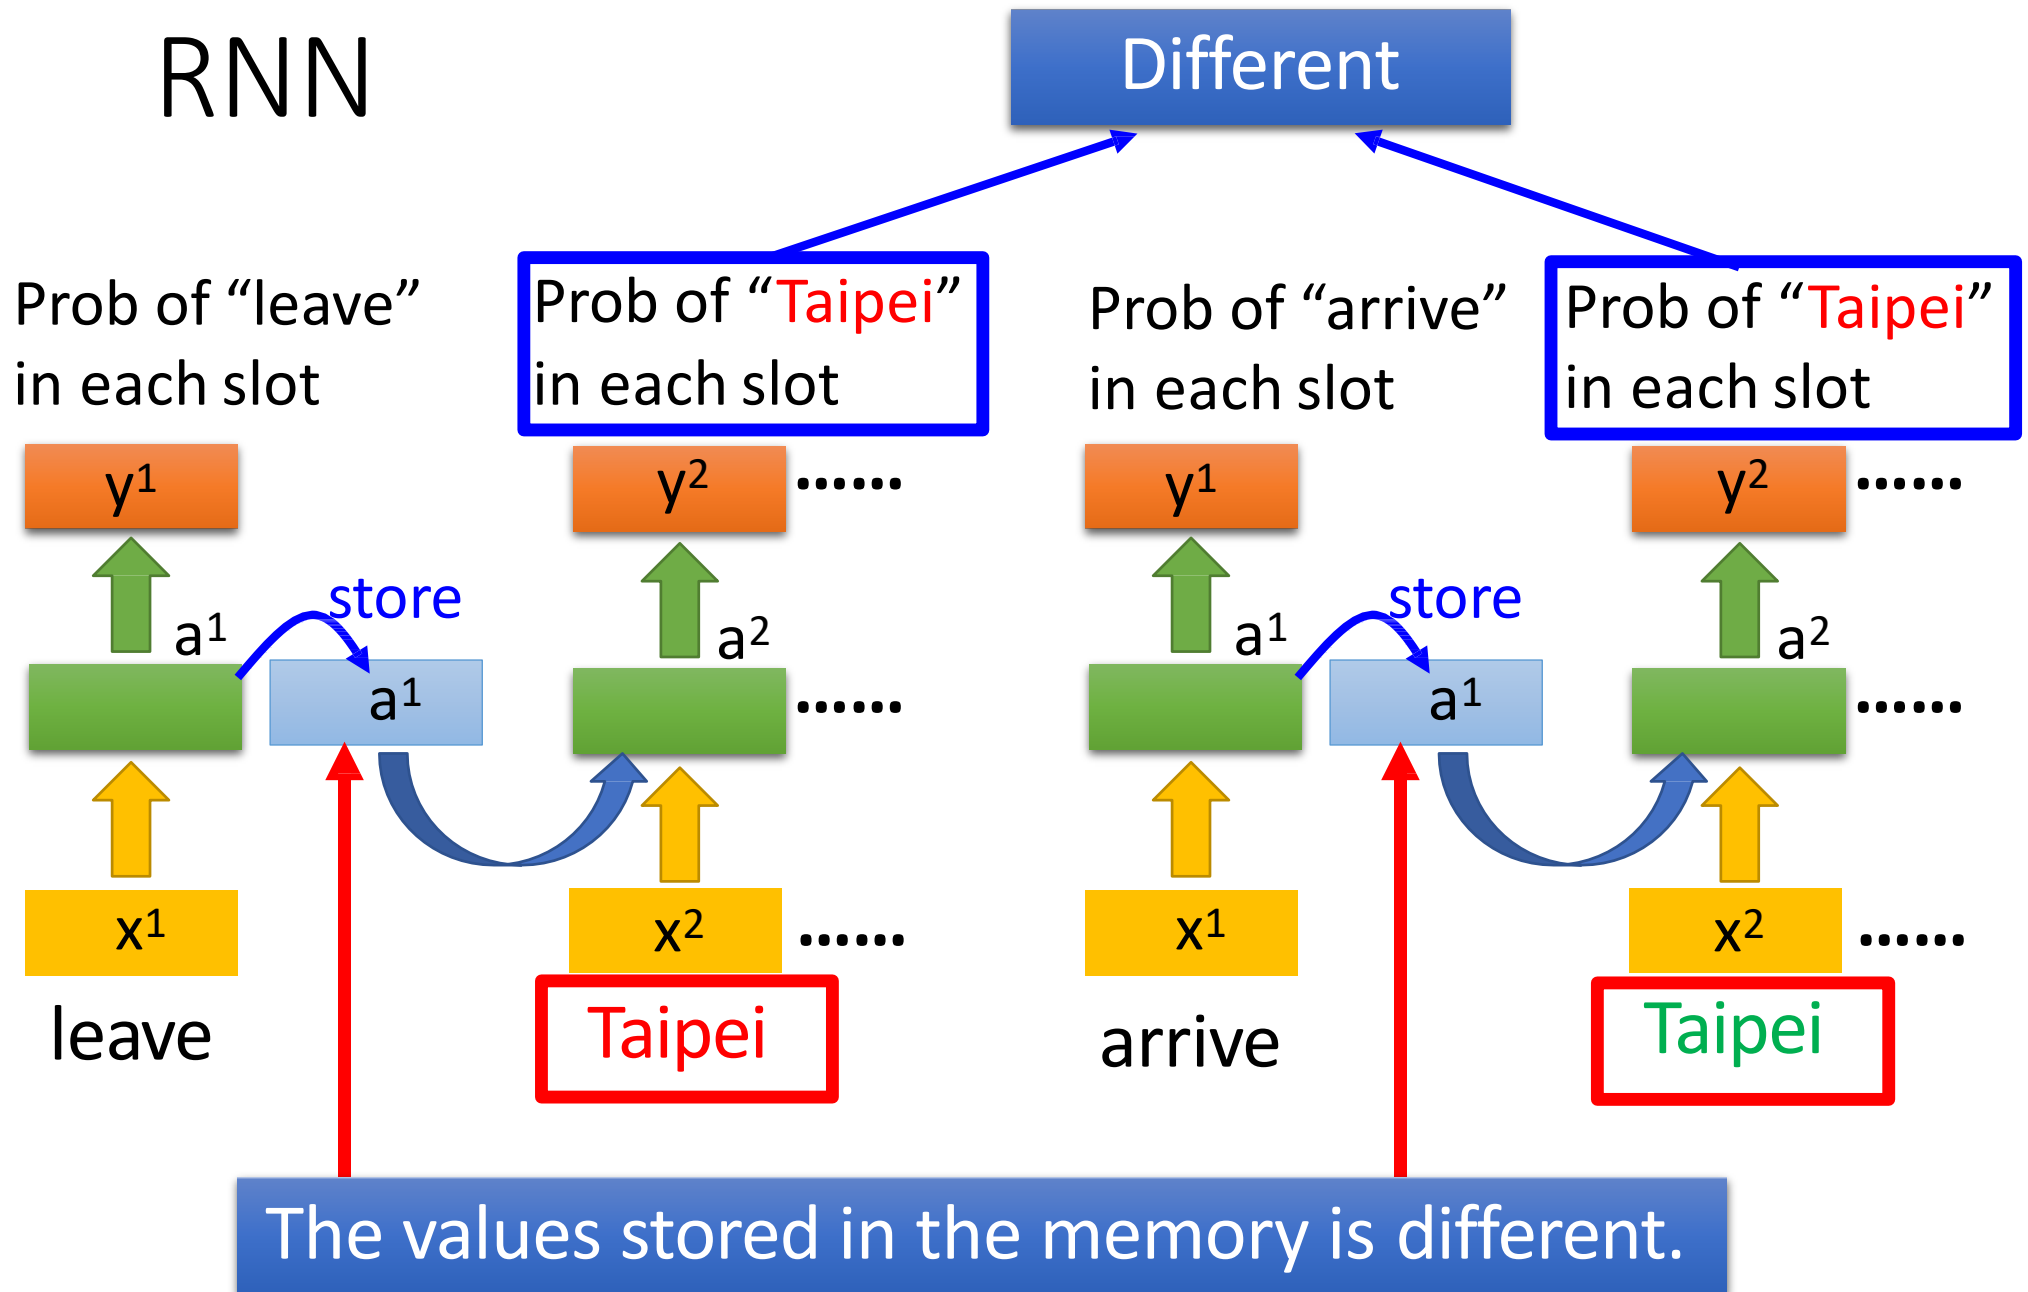 RNN
Different
Prob of “leave”
in each slot
Prob of “Taipei”
in each slot
Prob of “arrive”
in each slot
Prob of “Taipei”
in each slot
y¹
y² ……
y¹
y² ……
store
store
a¹
a²
a¹
a²
a¹
……
a¹
……
x¹
x² ……
x¹
x² ……
leave
Taipei
arrive
Taipei
The values stored in the memory is different.